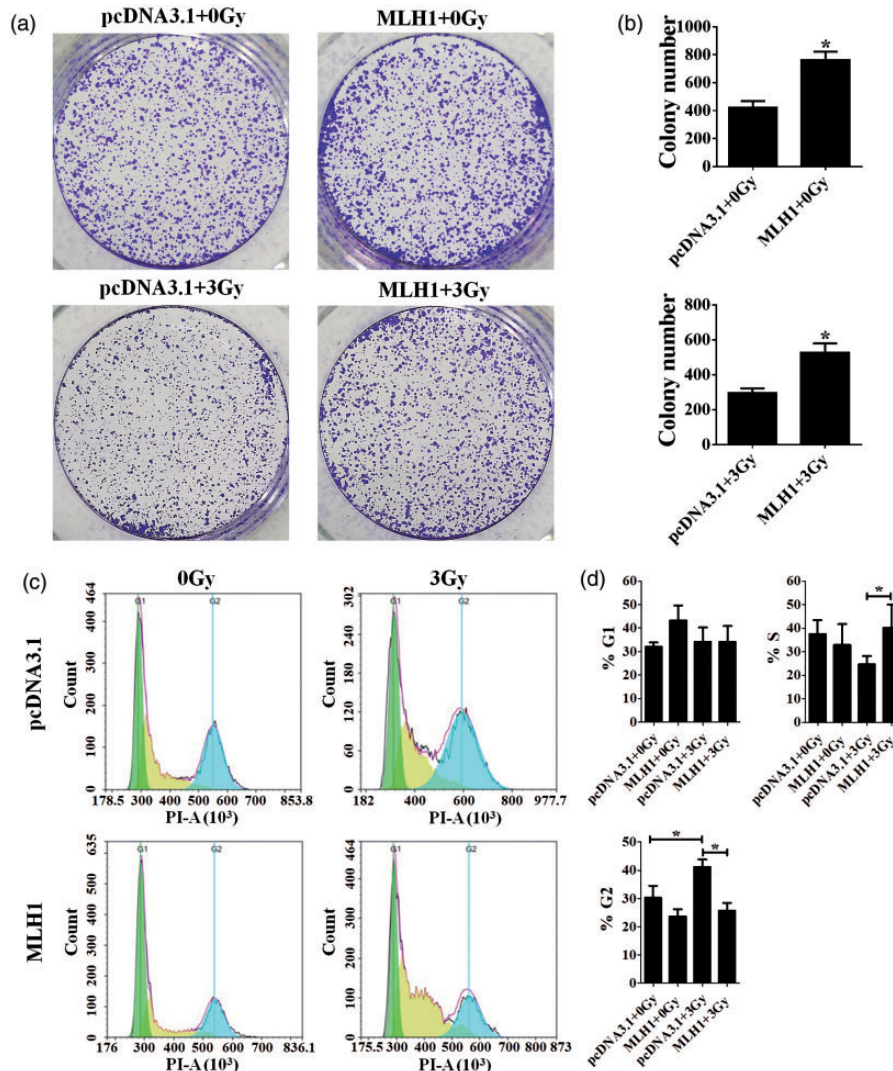 (a)
pcDNA3.1+0Gy
MLH1+0Gy
pcDNA3.1+3Gy
MLH1+3Gy
(b)
Colony number
1000
800
600
400
200
0
*
pcDNA3.1+0Gy
MLH1+0Gy
Colony number
800
600
400
200
0
*
pcDNA3.1+3Gy
MLH1+3Gy
(c)
0Gy
3Gy
pcDNA3.1
Count
464
400
300
200
100
0
G1
G2
178.5 300 400 500 600 700 853.8
PI-A (10³)
Count
302
240
180
120
60
0
G1
G2
182 400 600 800 977.7
PI-A (10³)
MLH1
Count
635
500
400
300
200
100
0
G1
G2
176 300 400 500 600 700 836.1
PI-A (10³)
Count
464
400
300
200
100
0
G1
G2
175.5 300 400 500 600 700 800 873
PI-A (10³)
(d)
% G1
60
50
40
30
20
10
0
pcDNA3.1+0Gy
MLH1+0Gy
pcDNA3.1+3Gy
MLH1+3Gy
% S
60
50
40
30
20
10
0
*
pcDNA3.1+0Gy
MLH1+0Gy
pcDNA3.1+3Gy
MLH1+3Gy
% G2
50
40
30
20
10
0
*
*
pcDNA3.1+0Gy
MLH1+0Gy
pcDNA3.1+3Gy
MLH1+3Gy